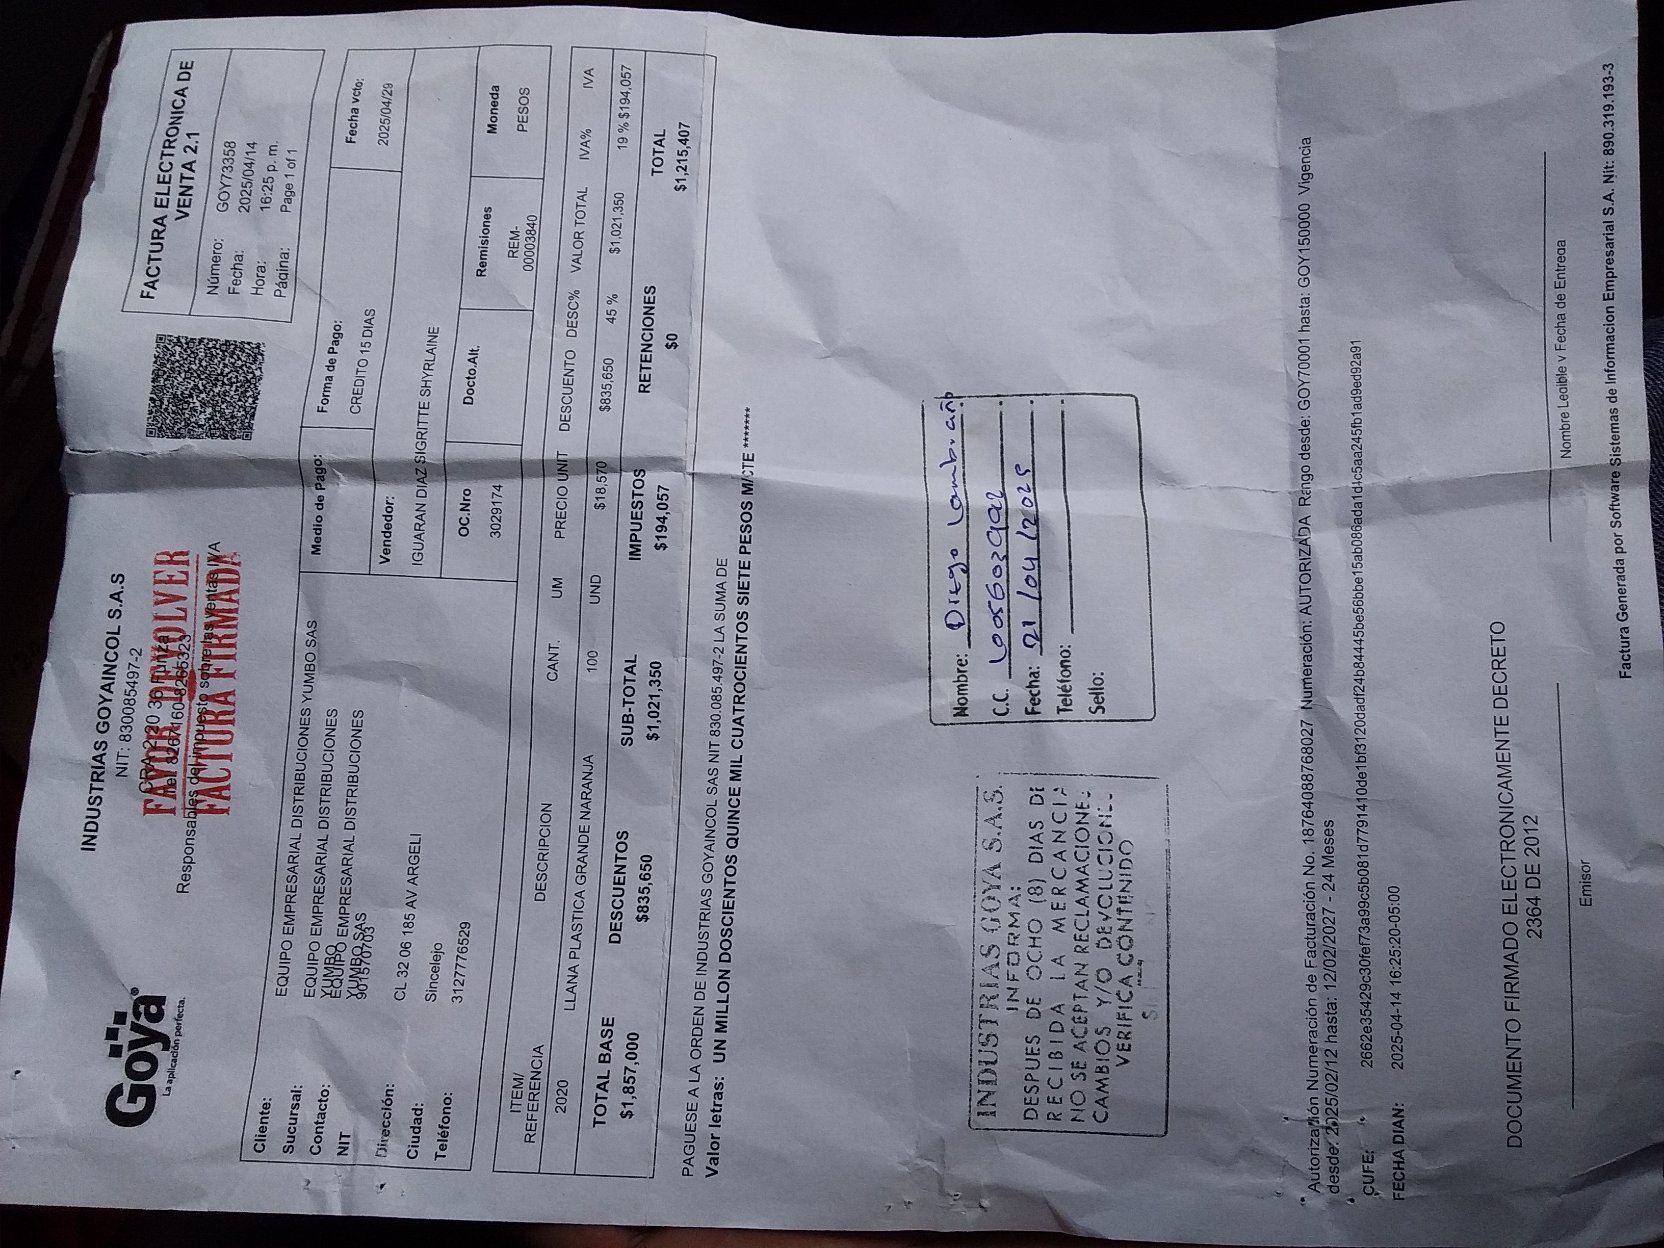 Goya®
La aplicación perfecta.
INDUSTRIAS GOYAINCOL S.A.S
NIT: 830085497-2
CRA 2 20 36 Funza
Tel: 8267160-8265323
Responsables del impuesto sobre las ventas IVA
FAVOR DEVOLVER
FACTURA FIRMADA
FACTURA ELECTRONICA DE
VENTA 2.1
Número: GOY73358
Fecha: 2025/04/14
Hora: 16:25 p. m.
Página: Page 1 of 1
Cliente: EQUIPO EMPRESARIAL DISTRIBUCIONES YUMBO SAS
Sucursal: EQUIPO EMPRESARIAL DISTRIBUCIONES
YUMBO
Contacto: EQUIPO EMPRESARIAL DISTRIBUCIONES
YUMBO SAS
NIT 901570703
Dirección: CL 32 06 185 AV ARGELI
Ciudad: Sincelejo
Teléfono: 3127776529
Medio de Pago: Forma de Pago: Fecha vcto:
CREDITO 15 DIAS 2025/04/29
Vendedor:
IGUARAN DIAZ SIGRITTE SHYRLAINE
OC.Nro Docto.Alt. Remisiones Moneda
3029174 REM-
00003840 PESOS
ITEM/
REFERENCIA DESCRIPCION CANT. UM PRECIO UNIT DESCUENTO DESC% VALOR TOTAL IVA% IVA
2020 LLANA PLASTICA GRANDE NARANJA 100 UND $18,570 $835,650 45 % $1,021,350 19 % $194,057
TOTAL BASE DESCUENTOS SUB-TOTAL IMPUESTOS RETENCIONES TOTAL
$1,857,000 $835,650 $1,021,350 $194,057 $0 $1,215,407
PAGUESE A LA ORDEN DE INDUSTRIAS GOYAINCOL SAS NIT 830.085.497-2 LA SUMA DE
Valor letras: UN MILLON DOSCIENTOS QUINCE MIL CUATROCIENTOS SIETE PESOS M/CTE *******
INDUSTRIAS GOYA S.A.S.
INFORMA:
DESPUES DE OCHO (8) DIAS DE
RECIBIDA LA MERCANCIA
NO SE ACEPTAN RECLAMACIONES
CAMBIOS Y/O DEVOLUCIONES
VERIFICA CONTENIDO
Nombre: Diego Lambraño
C.C. 1005603992
Fecha: 21/04/2025
Teléfono:
Sello:
Autorización Numeración de Facturación No. 18764088768027 Numeración: AUTORIZADA Rango desde: GOY70001 hasta: GOY150000 Vigencia
desde: 2025/02/12 hasta: 12/02/2027 - 24 Meses
CUFE: 2662e35429c30fef73a99c5b081d7791410de1bf3120dadf24b84445be56bbe15ab086ada1d4c5aa245fb1ad9ed92a91
FECHA DIAN: 2025-04-14 16:25:20-05:00
DOCUMENTO FIRMADO ELECTRONICAMENTE DECRETO
2364 DE 2012
Emisor
Nombre Legible y Fecha de Entrega
Factura Generada por Software Sistemas de Informacion Empresarial S.A. Nit: 890.319.193-3